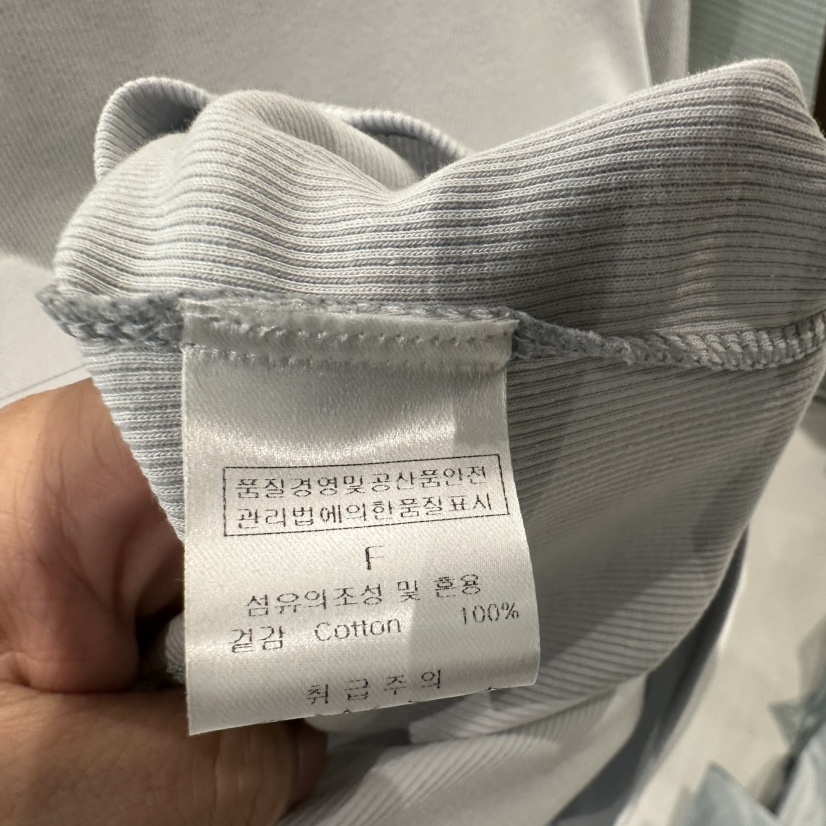 품질경영및공산품안전
관리법에의한품질표시
F
섬유의조성 및 혼용
겉감 Cotton 100%
취급주의